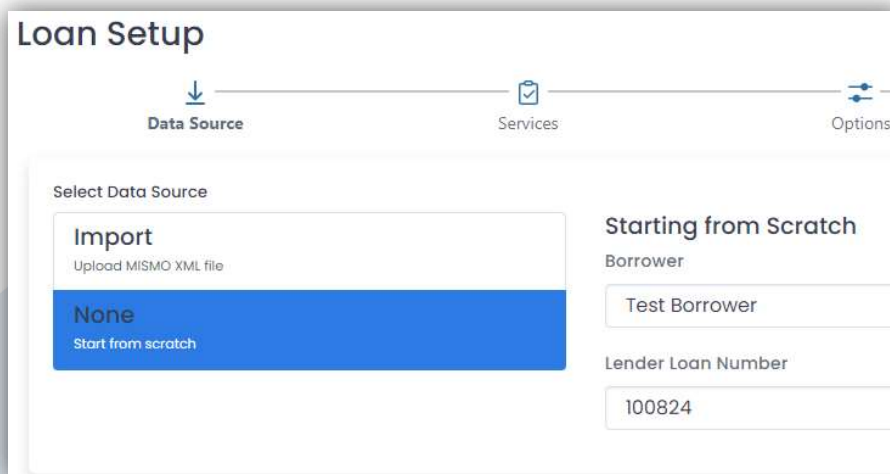 Loan Setup
Data Source
Services
Options
Select Data Source
Import
Upload MISMO XML file
None
Start from scratch
Starting from Scratch
Borrower
Test Borrower
Lender Loan Number
100824